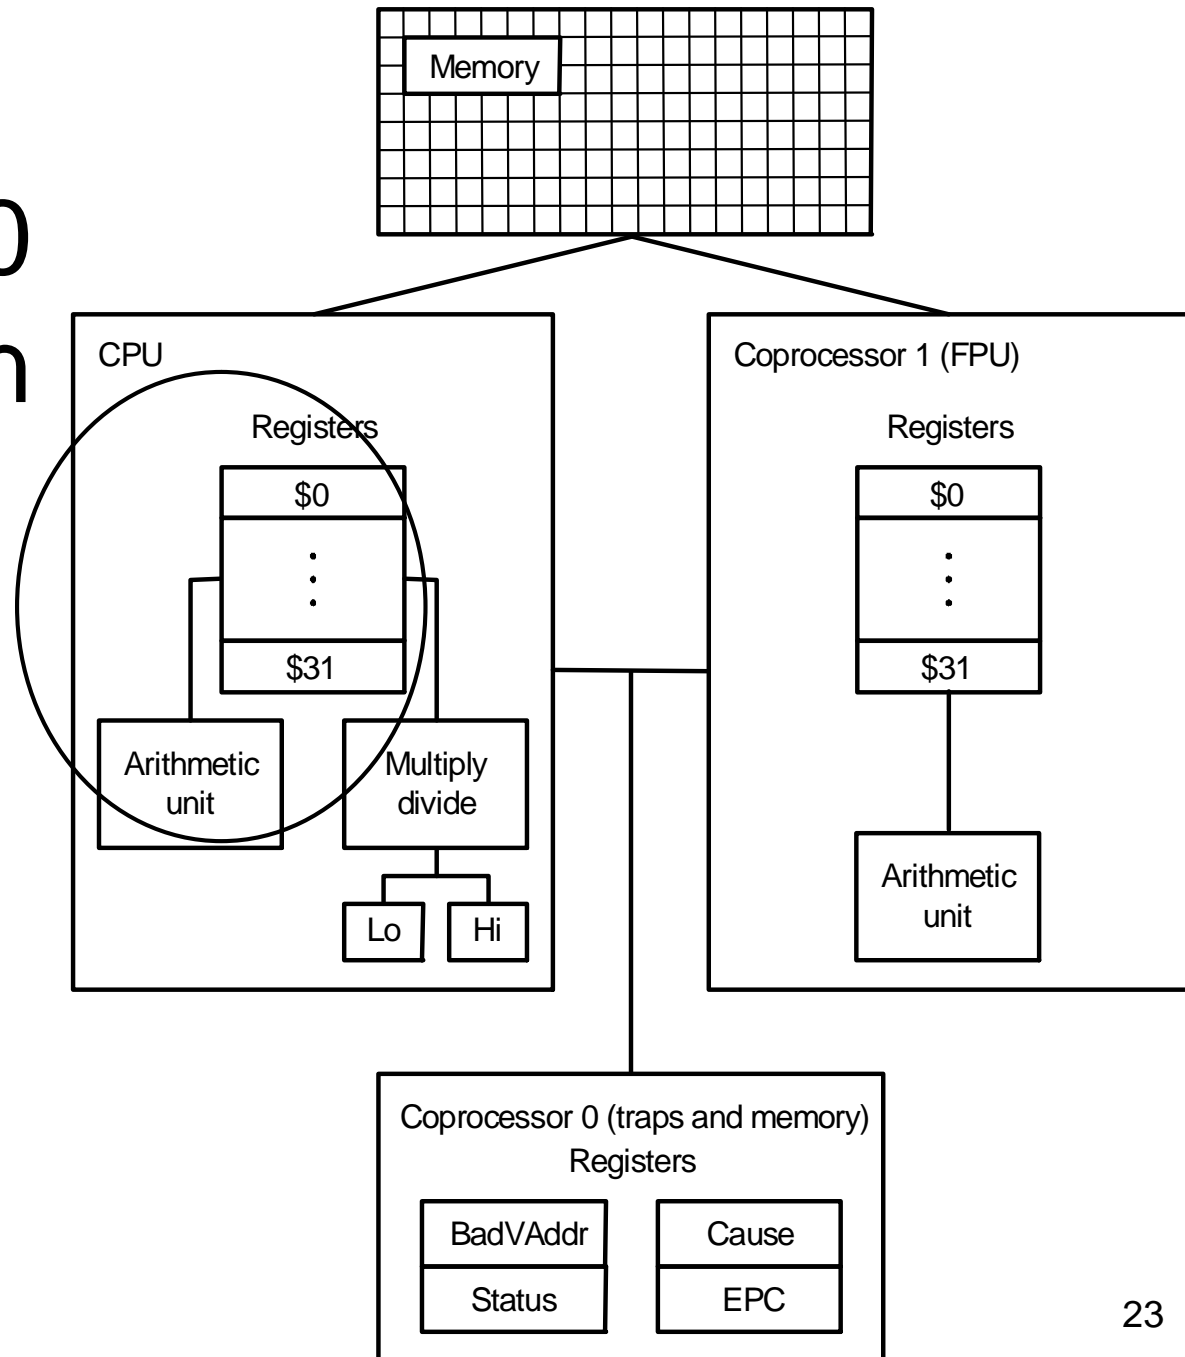 Memory
0
n
CPU
Registers
$0
$31
Arithmetic
unit
Multiply
divide
Lo
Hi
Coprocessor 1 (FPU)
Registers
$0
$31
Arithmetic
unit
Coprocessor 0 (traps and memory)
Registers
BadVAddr
Cause
Status
EPC
23